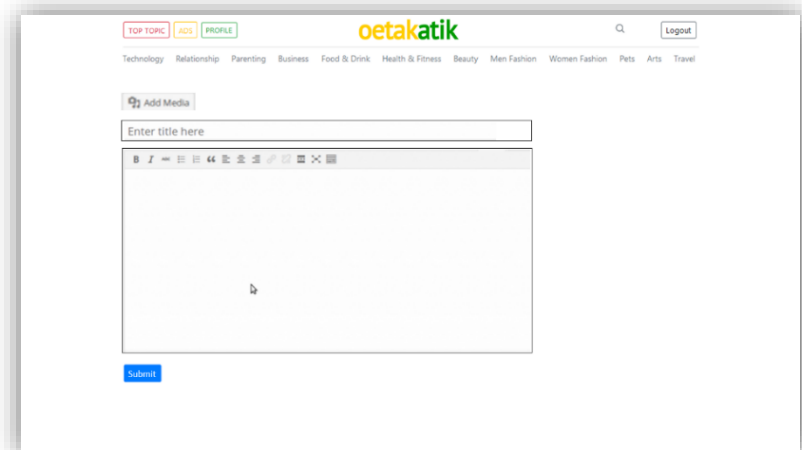 TOP TOPIC ADS PROFILE oetakatik Logout
Technology Relationship Parenting Business Food & Drink Health & Fitness Beauty Men Fashion Women Fashion Pets Arts Travel
Add Media
Enter title here
B I ABC
Submit